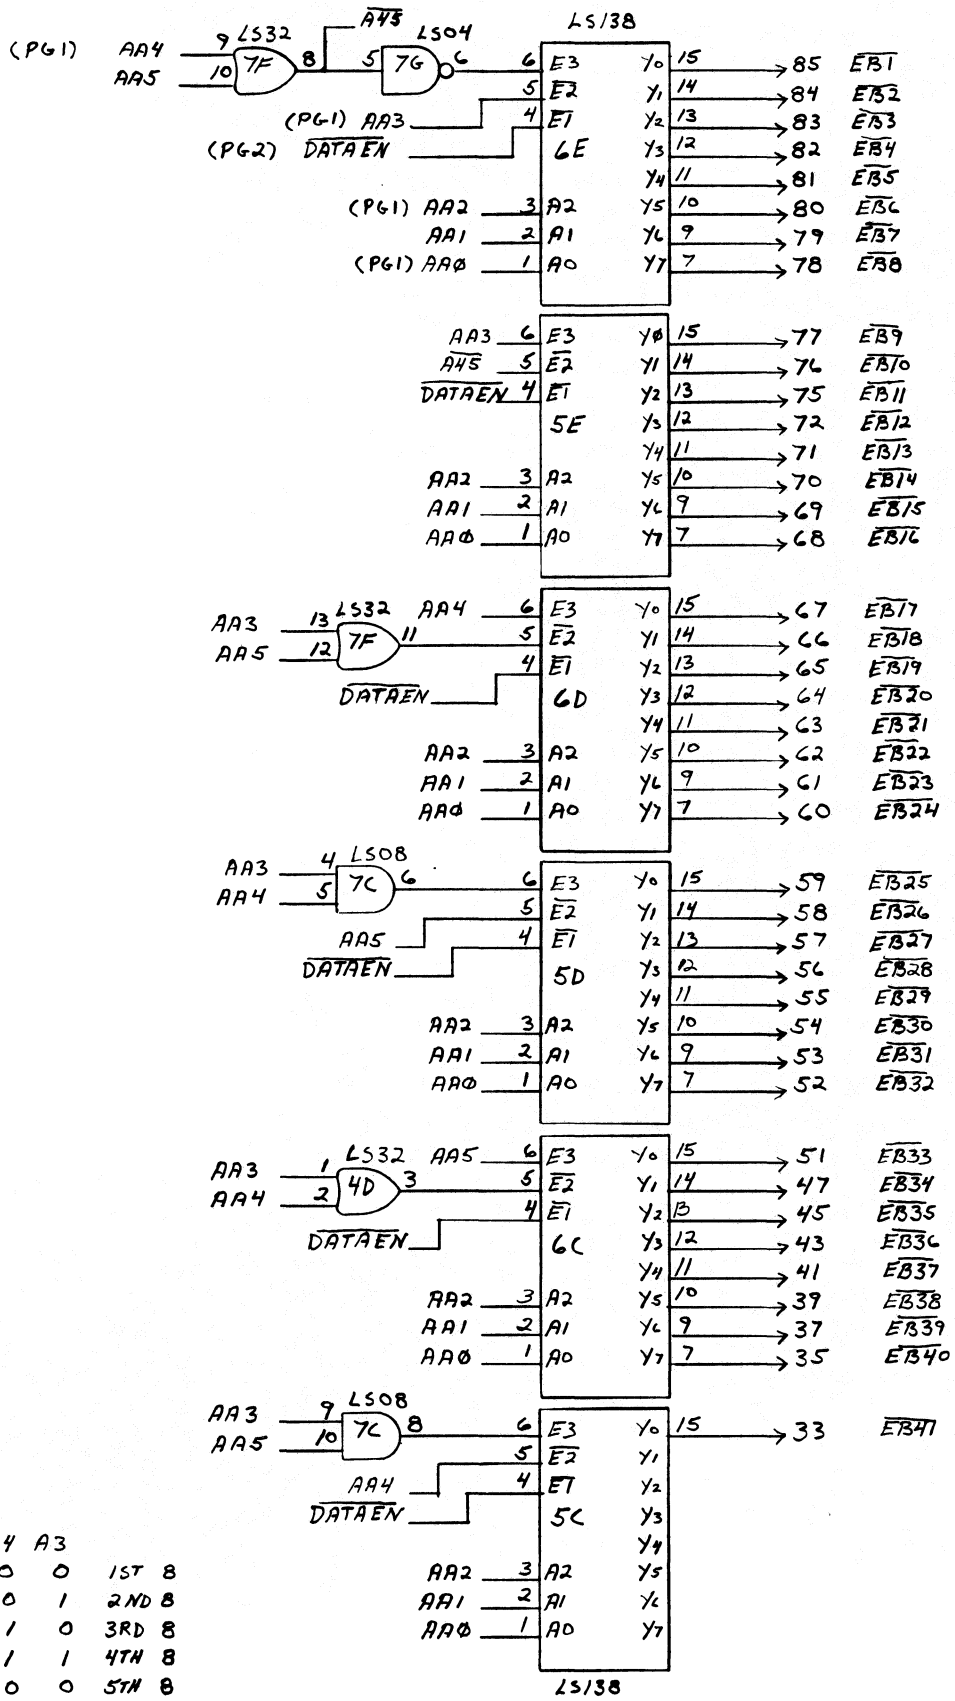 A45
LS32 LS04 LS138
(PG1) AA4 9 7F 8 5 7G 6 6 E3 Y0 15 85 EB1
AA5 10 5 E2 Y1 14 84 EB2
(PG1) AA3 4 E1 Y2 13 83 EB3
(PG2) DATAEN 6E Y3 12 82 EB4
Y4 11 81 EB5
(PG1) AA2 3 A2 Y5 10 80 EB6
AA1 2 A1 Y6 9 79 EB7
(PG1) AAØ 1 A0 Y7 7 78 EB8
AA3 6 E3 YØ 15 77 EB9
A45 5 E2 Y1 14 76 EB10
DATAEN 4 E1 Y2 13 75 EB11
5E Y3 12 72 EB12
Y4 11 71 EB13
AA2 3 A2 Y5 10 70 EB14
AA1 2 A1 Y6 9 69 EB15
AAØ 1 A0 Y7 7 68 EB16
LS32 AA4 6 E3 Y0 15 67 EB17
AA3 13 7F 11 5 E2 Y1 14 66 EB18
AA5 12 4 E1 Y2 13 65 EB19
DATAEN 6D Y3 12 64 EB20
Y4 11 63 EB21
AA2 3 A2 Y5 10 62 EB22
AA1 2 A1 Y6 9 61 EB23
AAØ 1 A0 Y7 7 60 EB24
LS08
AA3 4 7C 6 6 E3 Y0 15 59 EB25
AA4 5 5 E2 Y1 14 58 EB26
AA5 4 E1 Y2 13 57 EB27
DATAEN 5D Y3 12 56 EB28
Y4 11 55 EB29
AA2 3 A2 Y5 10 54 EB30
AA1 2 A1 Y6 9 53 EB31
AAØ 1 A0 Y7 7 52 EB32
LS32 AA5 6 E3 Y0 15 51 EB33
AA3 1 4D 3 5 E2 Y1 14 47 EB34
AA4 2 4 E1 Y2 13 45 EB35
DATAEN 6C Y3 12 43 EB36
Y4 11 41 EB37
AA2 3 A2 Y5 10 39 EB38
AA1 2 A1 Y6 9 37 EB39
AAØ 1 A0 Y7 7 35 EB40
LS08
AA3 9 7C 8 6 E3 Y0 15 33 EB41
AA5 10 5 E2 Y1
AA4 4 E1 Y2
DATAEN 5C Y3
Y4
AA2 3 A2 Y5
AA1 2 A1 Y6
AAØ 1 A0 Y7
LS138
4 A3
0 0 1ST 8
0 1 2ND 8
1 0 3RD 8
1 1 4TH 8
0 0 5TH 8